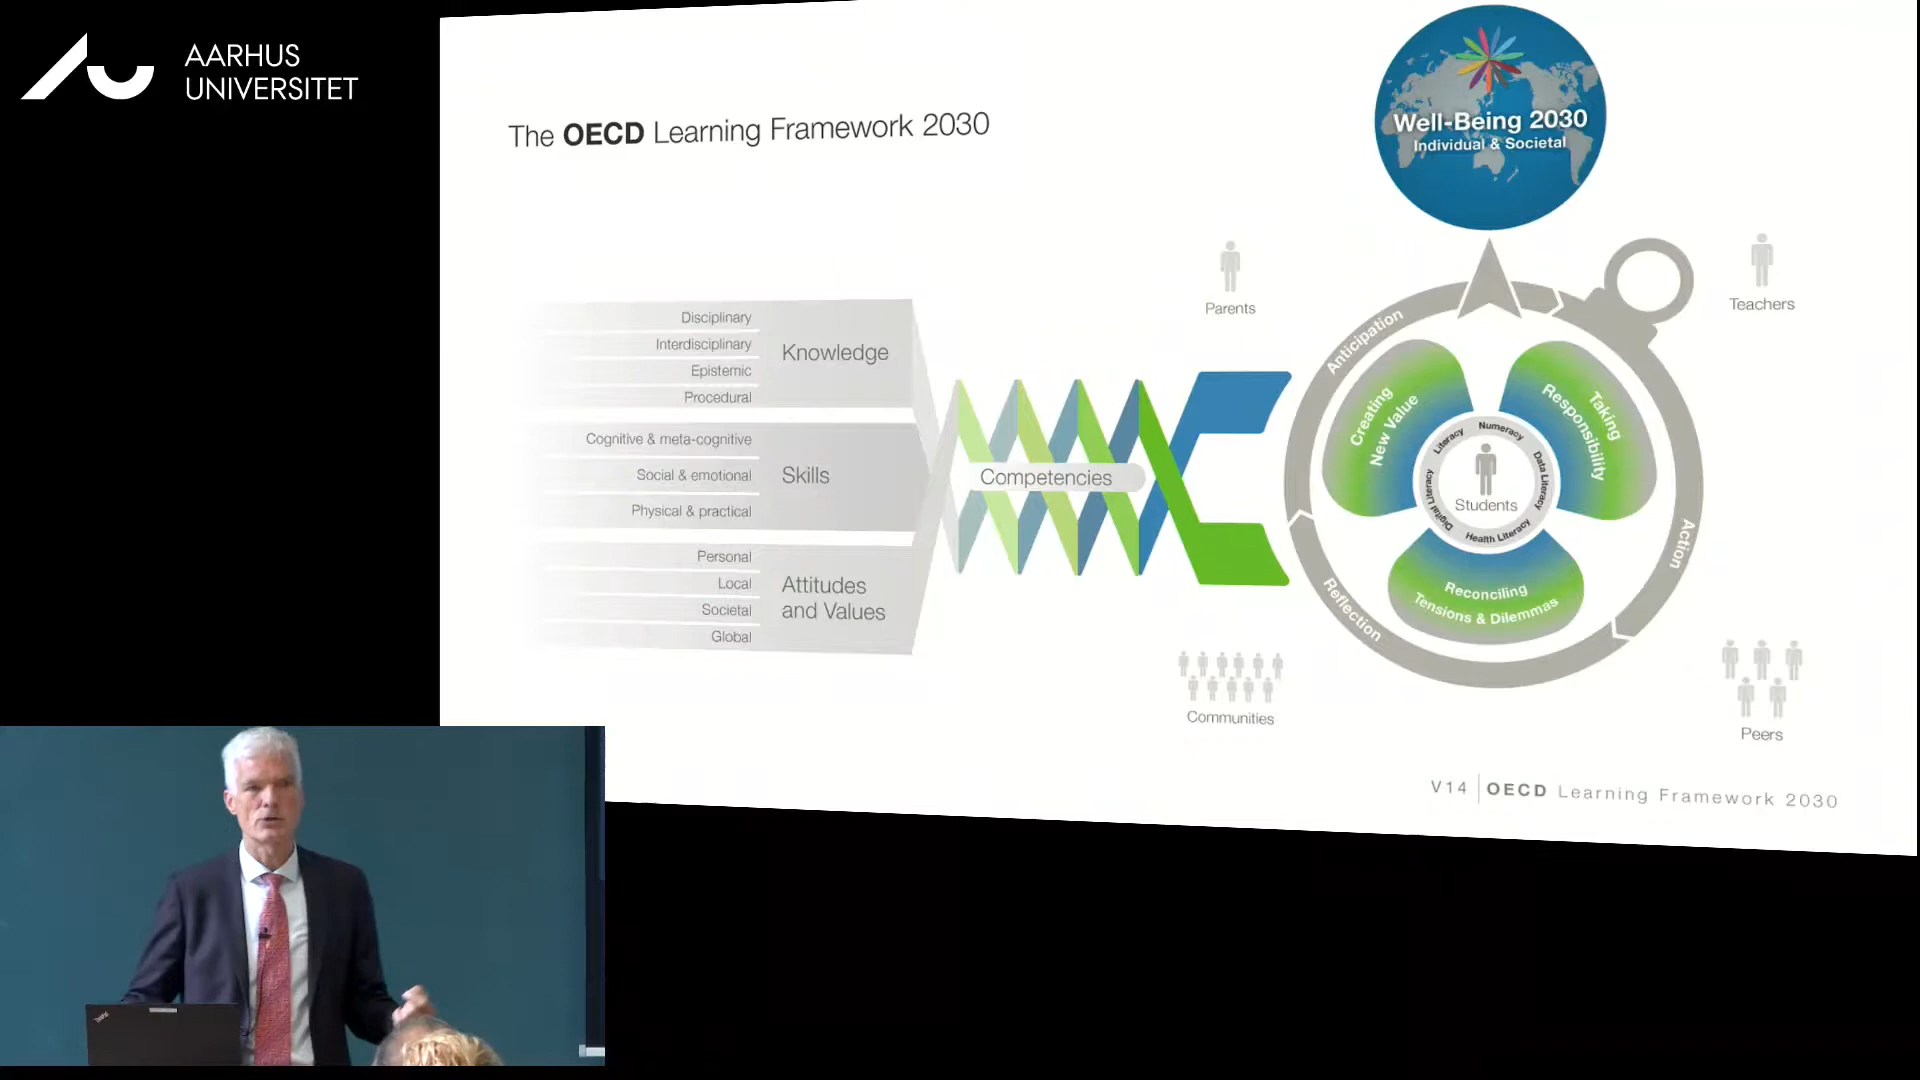 AARHUS
UNIVERSITET
The OECD Learning Framework 2030
Well-Being 2030
Individual & Societal
Parents
Teachers
Disciplinary
Interdisciplinary
Epistemic
Procedural
Knowledge
Cognitive & meta-cognitive
Social & emotional
Physical & practical
Skills
Personal
Local
Societal
Global
Attitudes
and Values
Competencies
Anticipation
Action
Reflection
Creating
New Value
Taking
Responsibility
Reconciling
Tensions & Dilemmas
Literacy
Numeracy
Data Literacy
Health Literacy
Digital Literacy
Students
Communities
Peers
V14 OECD Learning Framework 2030